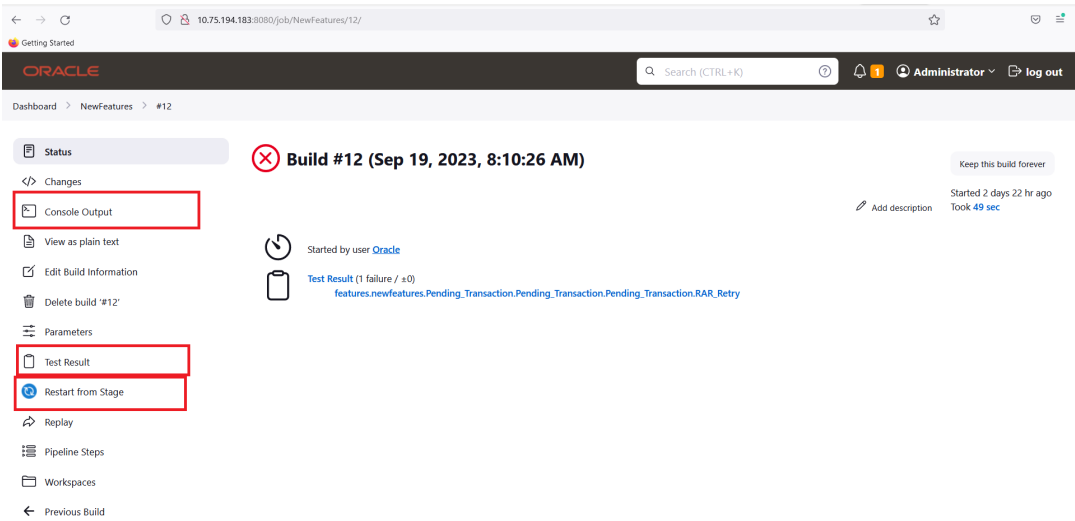 10.75.194.183:8080/job/NewFeatures/12/
Getting Started
ORACLE
Search (CTRL+K)
?
1
Administrator
log out
Dashboard > NewFeatures > #12
Status
Changes
Console Output
View as plain text
Edit Build Information
Delete build ‘#12’
Parameters
Test Result
Restart from Stage
Replay
Pipeline Steps
Workspaces
Previous Build
Build #12 (Sep 19, 2023, 8:10:26 AM)
Keep this build forever
Add description
Started 2 days 22 hr ago
Took 49 sec
Started by user Oracle
Test Result (1 failure / ±0)
features.newfeatures.Pending_Transaction.Pending_Transaction.Pending_Transaction.RAR_Retry